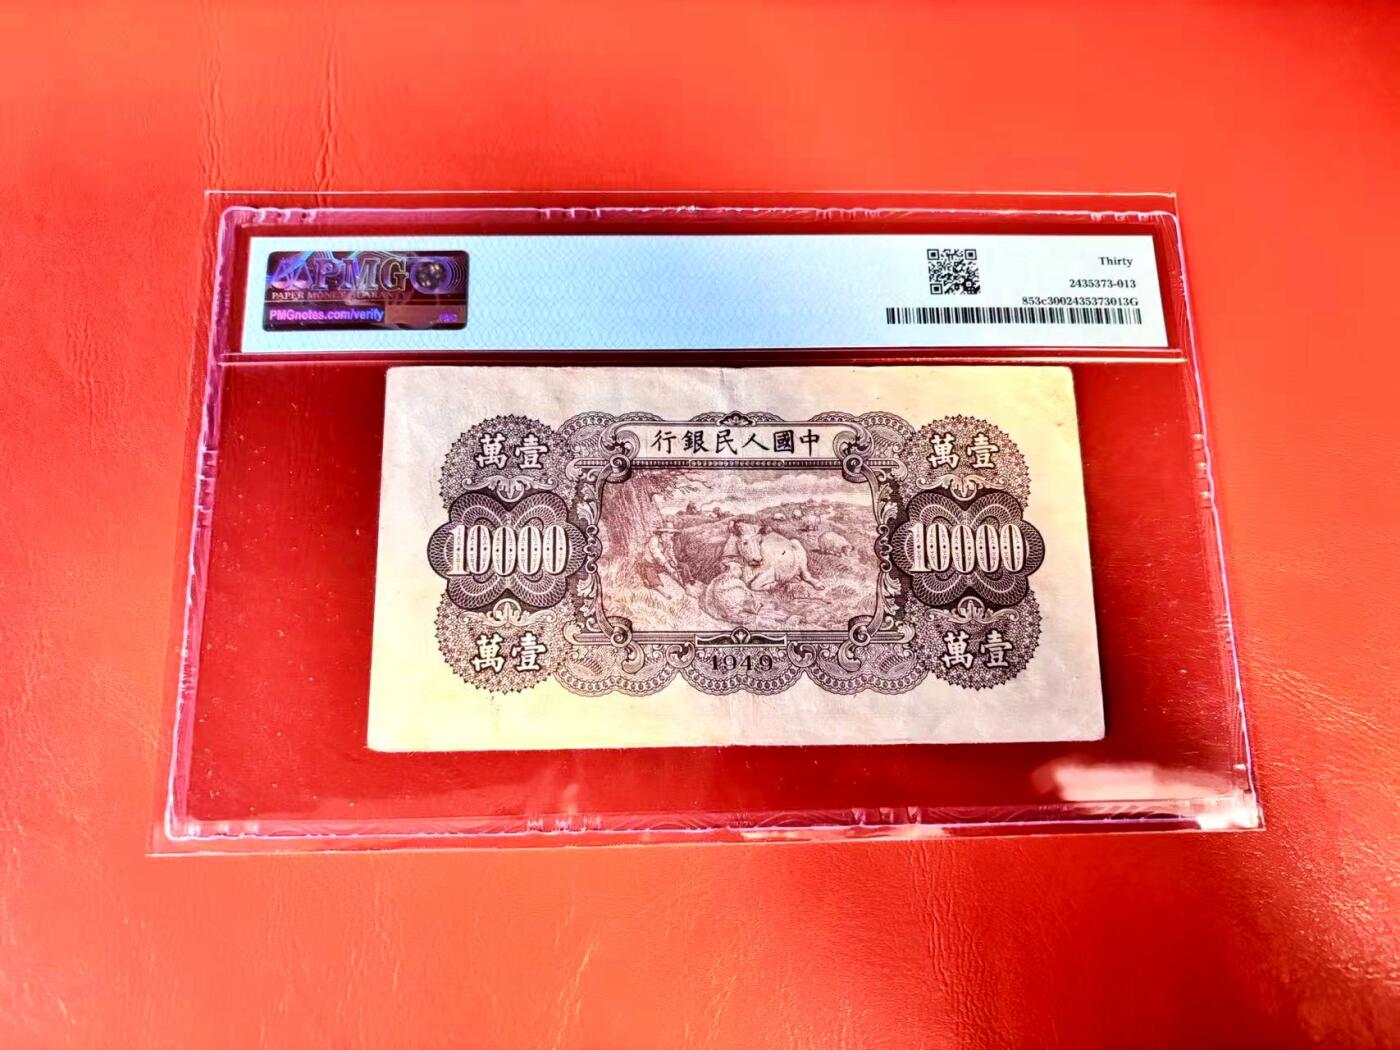 PMG
PAPER MONEY GUARANTY
PMGnotes.com/verify
Thirty
2435373-013
853c3002435373013G
行銀民人國中
萬壹
萬壹
10000
10000
萬壹
萬壹
1949